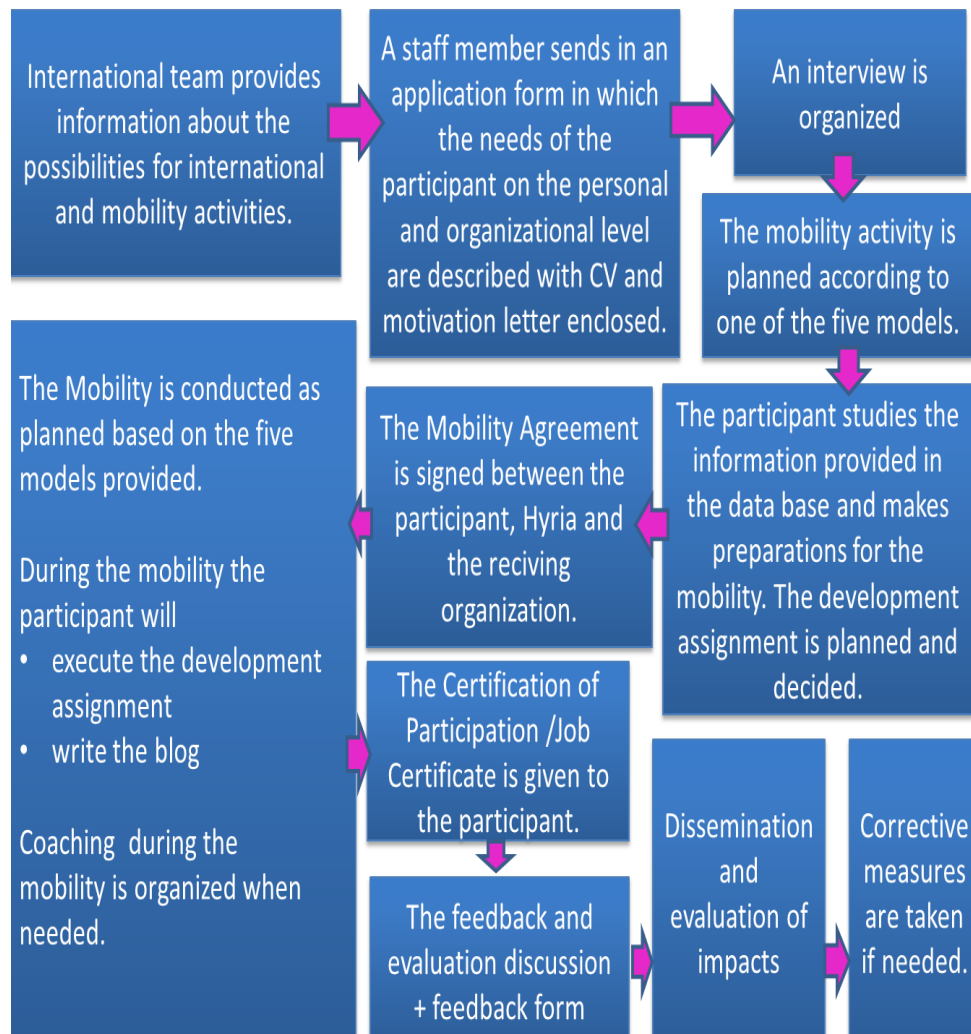 International team provides
information about the
possibilities for international
and mobility activities.
A staff member sends in an
application form in which
the needs of the
participant on the personal
and organizational level
are described with CV and
motivation letter enclosed.
An interview is
organized
The mobility activity is
planned according to
one of the five models.
The participant studies the
information provided in
the data base and makes
preparations for the
mobility. The development
assignment is planned and
decided.
The Mobility Agreement
is signed between the
participant, Hyria and
the reciving
organization.
The Mobility is conducted as
planned based on the five
models provided.
During the mobility the
participant will
• execute the development
assignment
• write the blog
Coaching during the
mobility is organized when
needed.
The Certification of
Participation /Job
Certificate is given to
the participant.
The feedback and
evaluation discussion
+ feedback form
Dissemination
and
evaluation of
impacts
Corrective
measures
are taken
if needed.